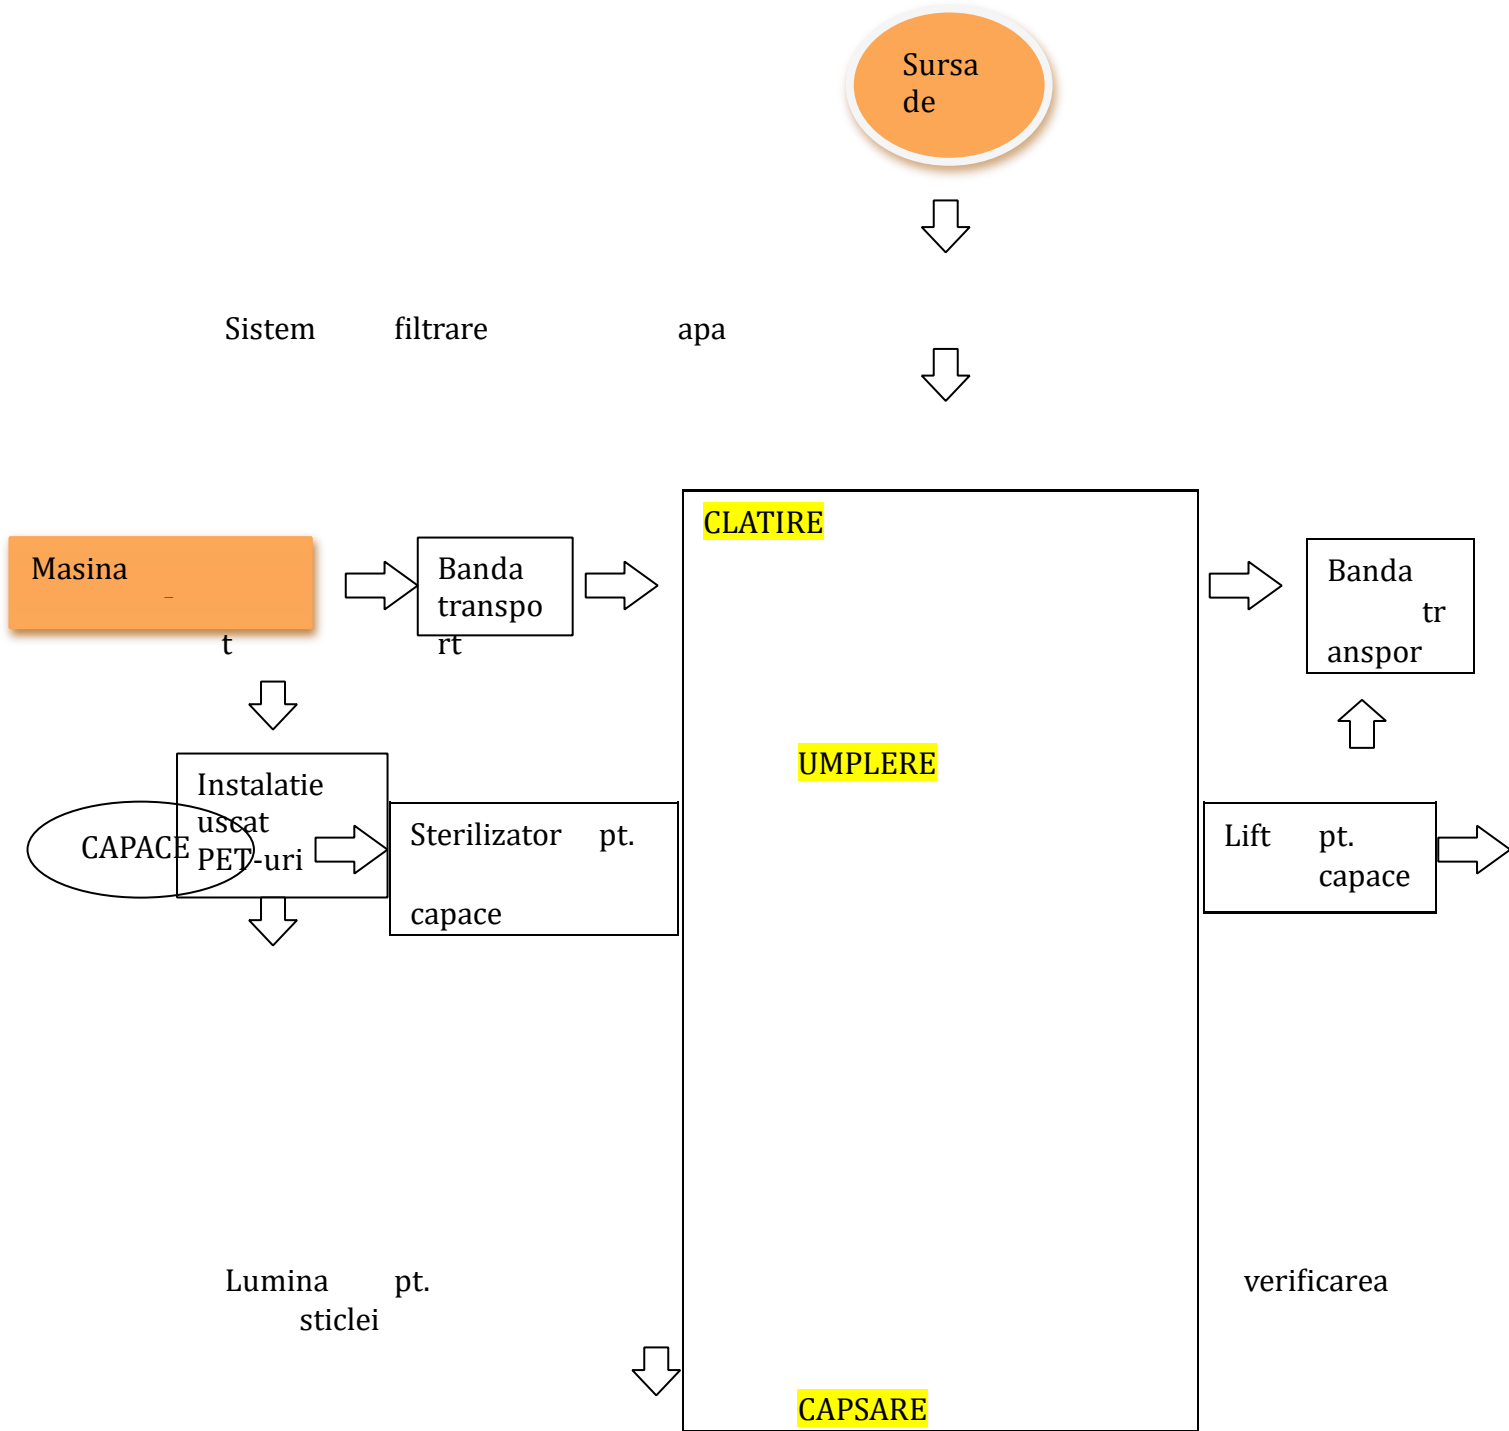 Sursa
de
Sistem filtrare apa
CLATIRE
Masina
t
Banda
transpo
rt
Banda
tr
anspor
UMPLERE
Instalatie
uscat
PET-uri
CAPACE
Sterilizator pt.
capace
Lift pt.
capace
Lumina pt. verificarea
sticlei
CAPSARE